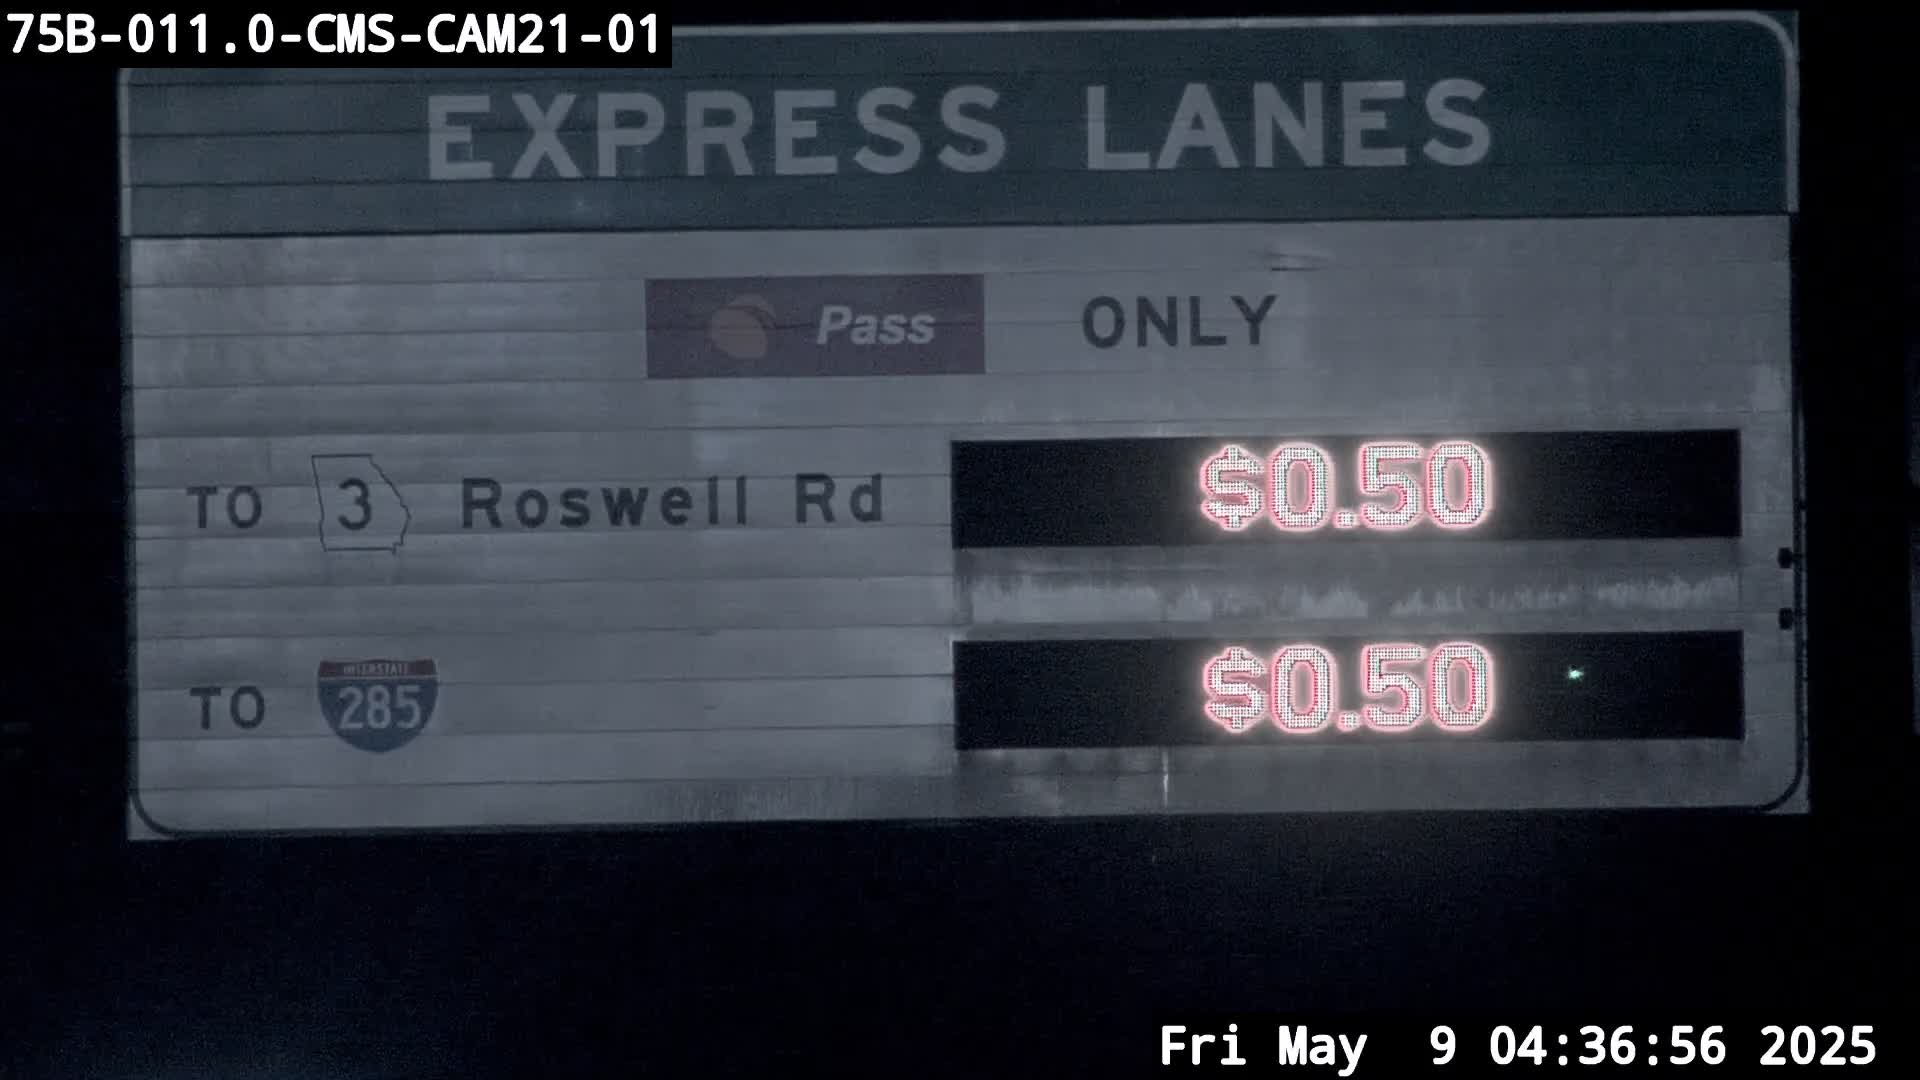 75B-011.0-CMS-CAM21-01
EXPRESS LANES
Pass ONLY
TO 3 Roswell Rd $0.50
INTERSTATE
TO 285 $0.50
Fri May 9 04:36:56 2025